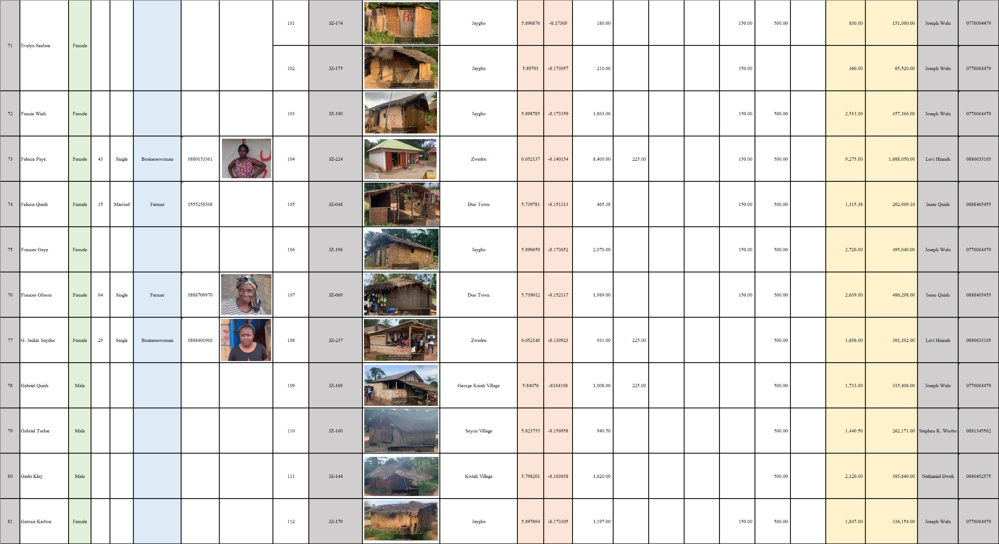 71 Evelyn Seeboe Female 101 JZ-174 JZ 174 Jaygbo 5.896876 -8.17309 180.00 150.00 500.00 830.00 151,060.00 Joseph Wulu 0776064479
102 JZ-175 Jaygbo 5.89701 -8.173057 210.00 150.00 360.00 65,520.00 Joseph Wulu 0776064479
72 Fannie Wiah Female 103 JZ-190 Jaygbo 5.898785 -8.173359 1,863.00 150.00 500.00 2,513.00 457,366.00 Joseph Wulu 0776064479
73 Felecia Paye Female 43 Single Businesswoman 0880153361 104 JZ-224 Zwedru 6.052137 -8.140154 8,400.00 225.00 150.00 500.00 9,275.00 1,688,050.00 Levi Hinneh 0886633165
74 Felecia Quiah Female 35 Married Farmer 0555258308 105 JZ-046 Duo Town 5.739781 -8.151313 465.38 150.00 500.00 1,115.38 202,999.16 Isaac Quiah 0888465455
75 Frances Gaye Female 106 JZ-196 Jaygbo 5.899659 -8.173652 2,070.00 150.00 500.00 2,720.00 495,040.00 Joseph Wulu 0776064479
76 Frances Gibson Female 64 Single Farmer 0888709970 107 JZ-069 Duo Town 5.739012 -8.152117 1,989.00 150.00 500.00 2,639.00 480,298.00 Isaac Quiah 0888465455
77 G. Jackie Saydee Female 29 Single Businesswoman 0888401900 108 JZ-237 Zwedru 6.052146 -8.139923 931.00 225.00 500.00 1,656.00 301,392.00 Levi Hinneh 0886633165
78 Gabriel Quiah Male 109 JZ-169 George Kuiah Village 5.84076 -8164168 1,008.00 225.00 500.00 1,733.00 315,406.00 Joseph Wulu 0776064479
79 Gabriel Tarlue Male 110 JZ-160 Sayon Village 5.823753 -8.156958 940.50 500.00 1,440.50 262,171.00 Stephen K. Wrotto 0881345562
80 Garlo Klay Male 111 JZ-144 Kwiah Village 5.798201 -8.163658 1,620.00 500.00 2,120.00 385,840.00 Nathaniel Dweh 0886452575
81 Garmie Karboe Female 112 JZ-179 Jaygbo 5.897694 -8.173305 1,197.00 150.00 500.00 1,847.00 336,154.00 Joseph Wulu 0776064479